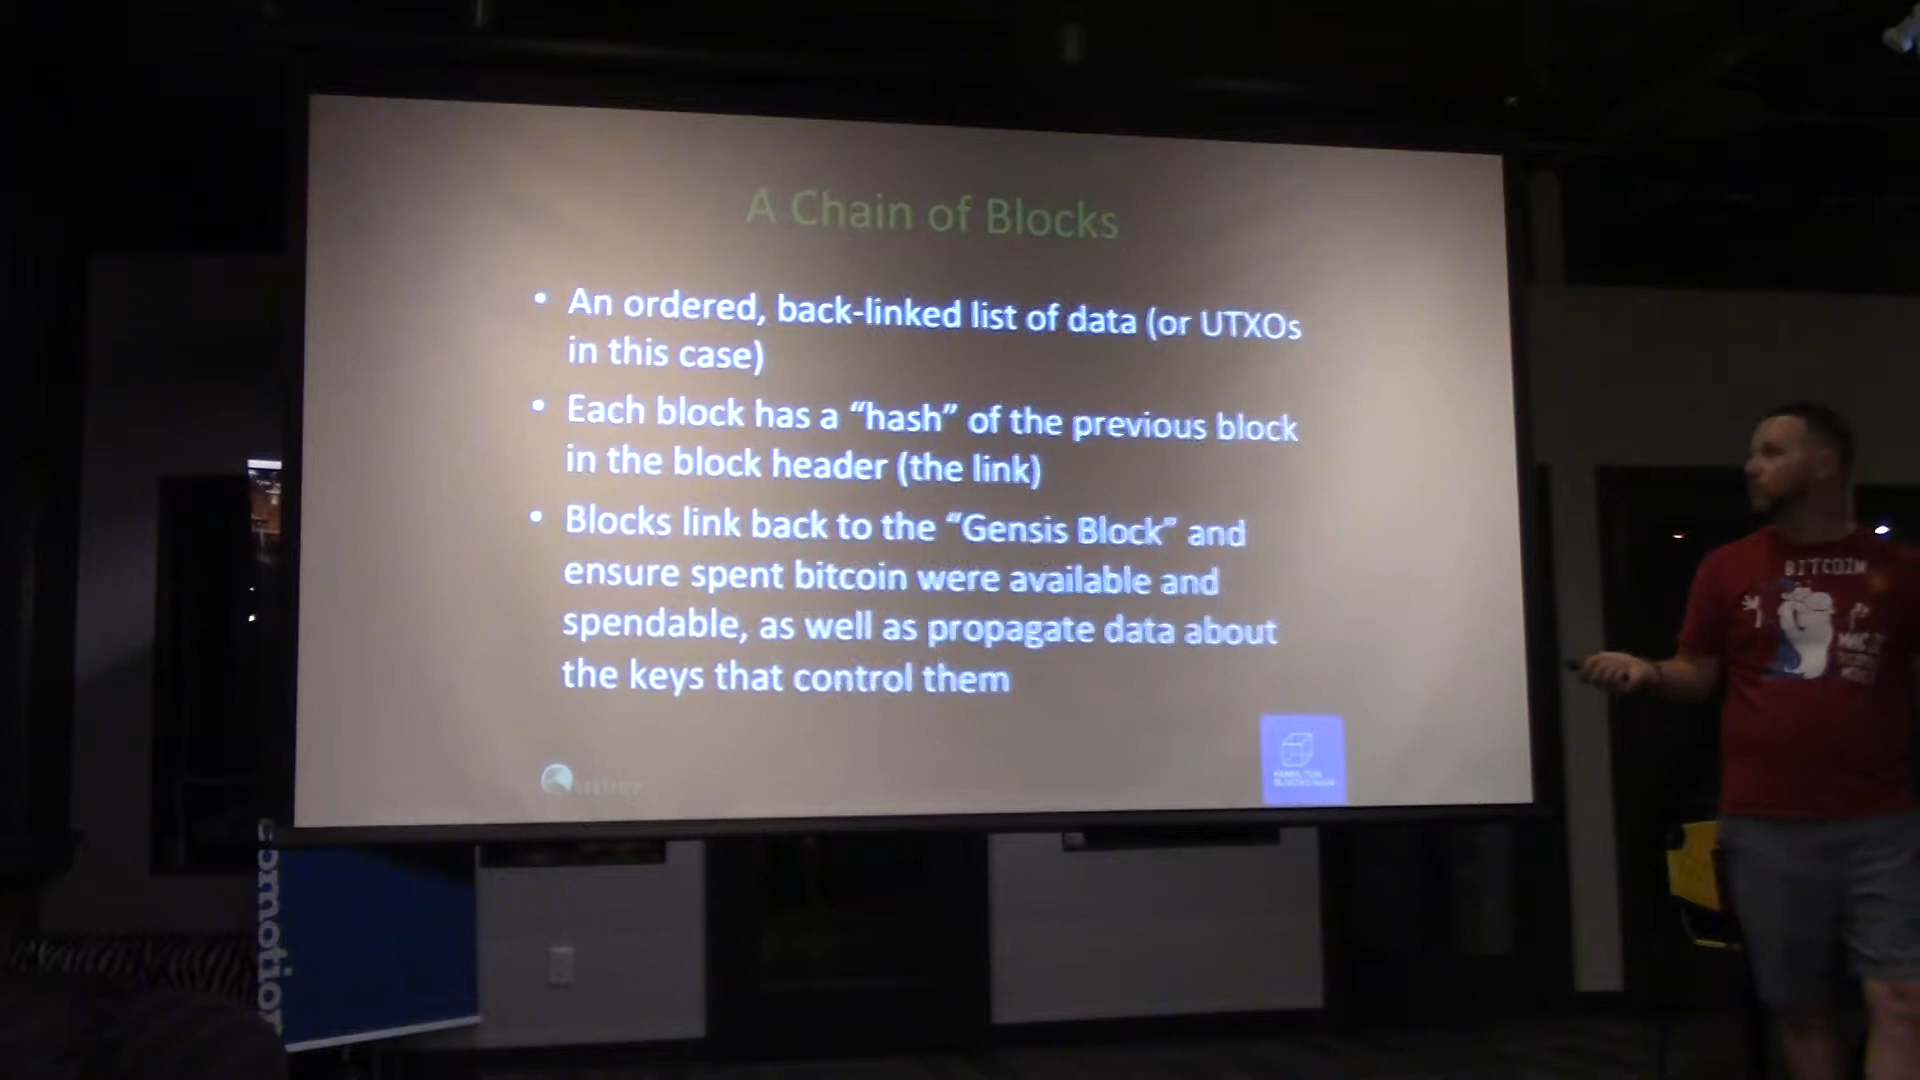 A Chain of Blocks
• An ordered, back-linked list of data (or UTXOs
in this case)
• Each block has a “hash” of the previous block
in the block header (the link)
• Blocks link back to the “Gensis Block” and
ensure spent bitcoin were available and
spendable, as well as propagate data about
the keys that control them
HAMILTON
BLOCKCHAIN
BITCOIN